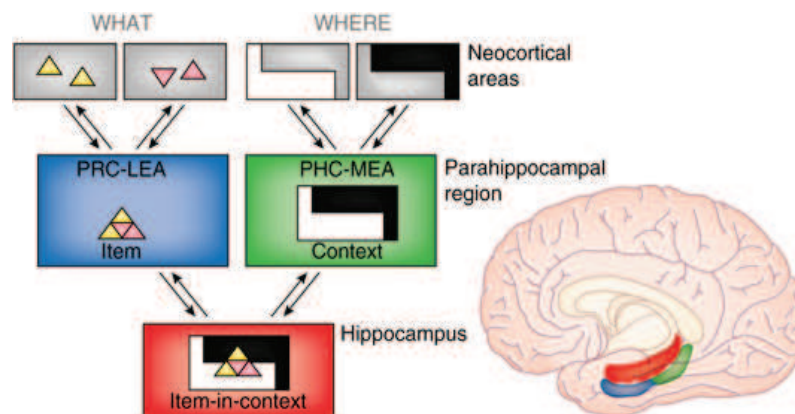 WHAT
WHERE
Neocortical
areas
PRC-LEA
Item
PHC-MEA
Context
Parahippocampal
region
Hippocampus
Item-in-context